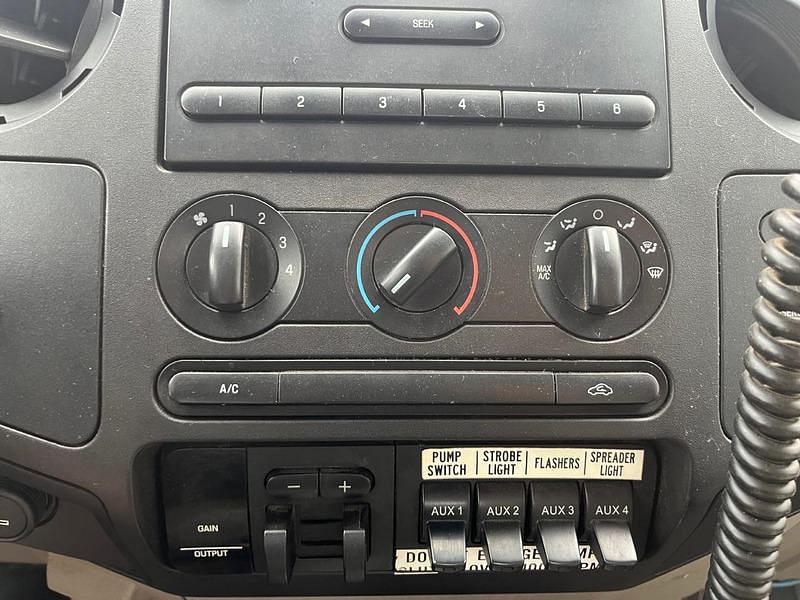 SEEK
1 2 3 4 5 6
1 2 3 4
O
MAX
A/C
A/C
PUMP SWITCH
STROBE LIGHT
FLASHERS
SPREADER LIGHT
− +
AUX 1 AUX 2 AUX 3 AUX 4
GAIN
OUTPUT
DO